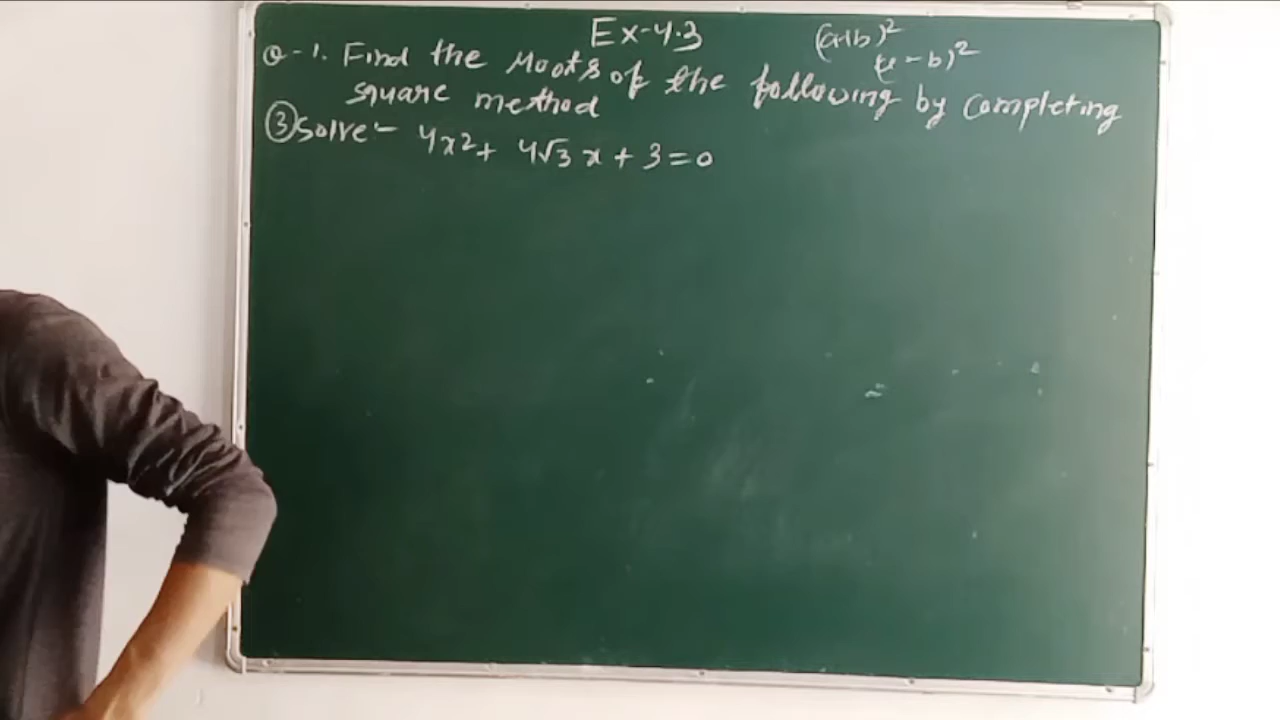 Ex-4.3
(a+b)²
(a-b)²
Q-1. Find the roots of the following by completing
square method
③ Solve:- 4x² + 4√3 x + 3 = 0